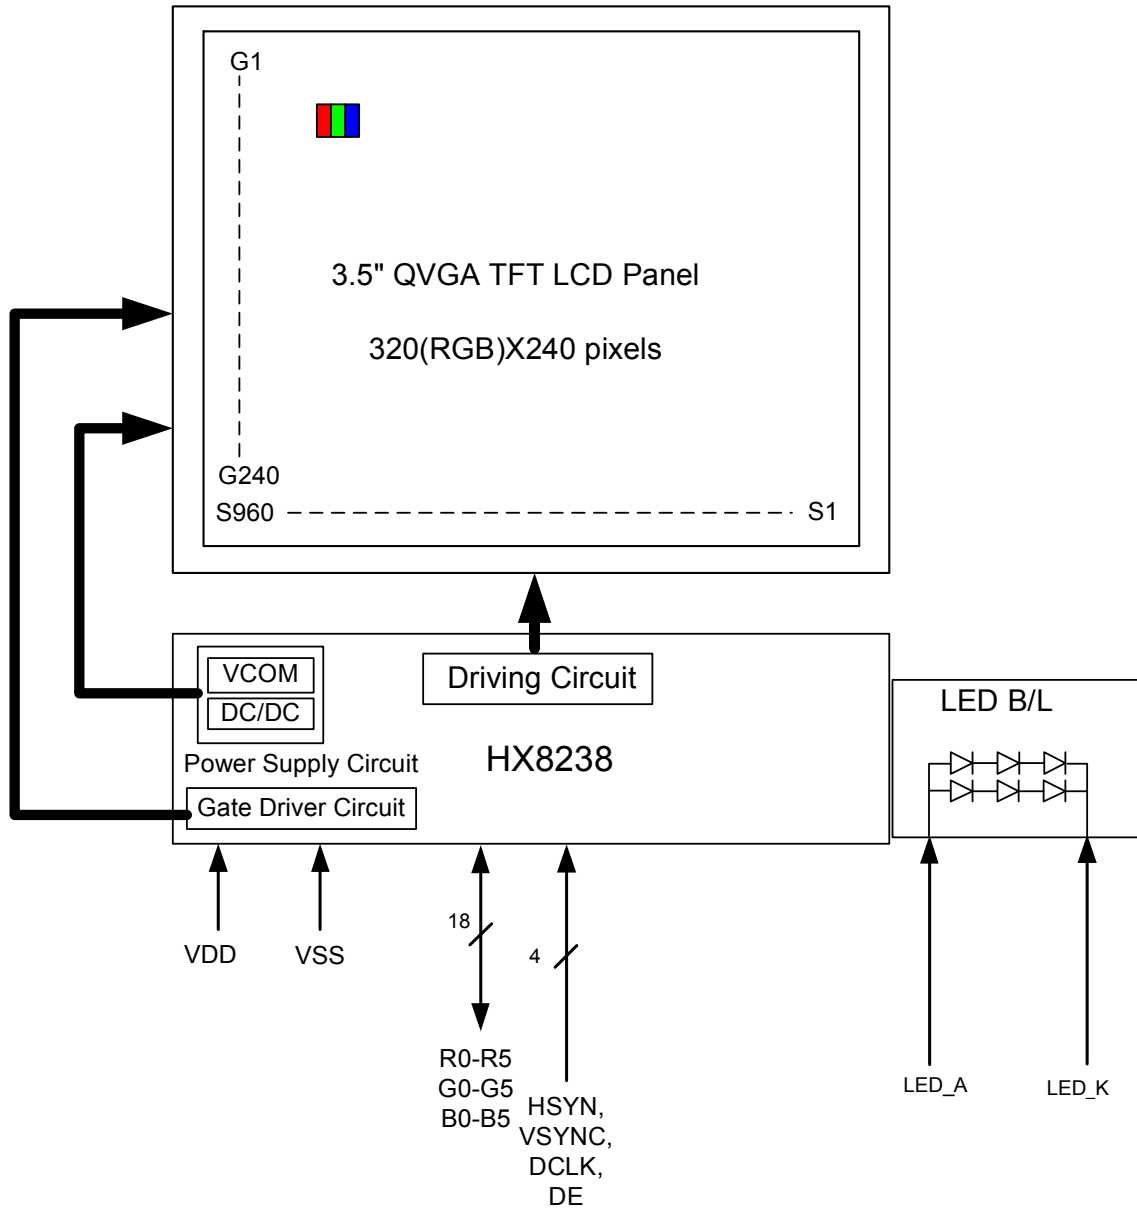 G1
3.5" QVGA TFT LCD Panel
320(RGB)X240 pixels
G240
S960
S1
VCOM
DC/DC
Power Supply Circuit
Gate Driver Circuit
Driving Circuit
HX8238
LED B/L
VDD
VSS
18
4
R0-R5
G0-G5
B0-B5
HSYN,
VSYNC,
DCLK,
DE
LED_A
LED_K